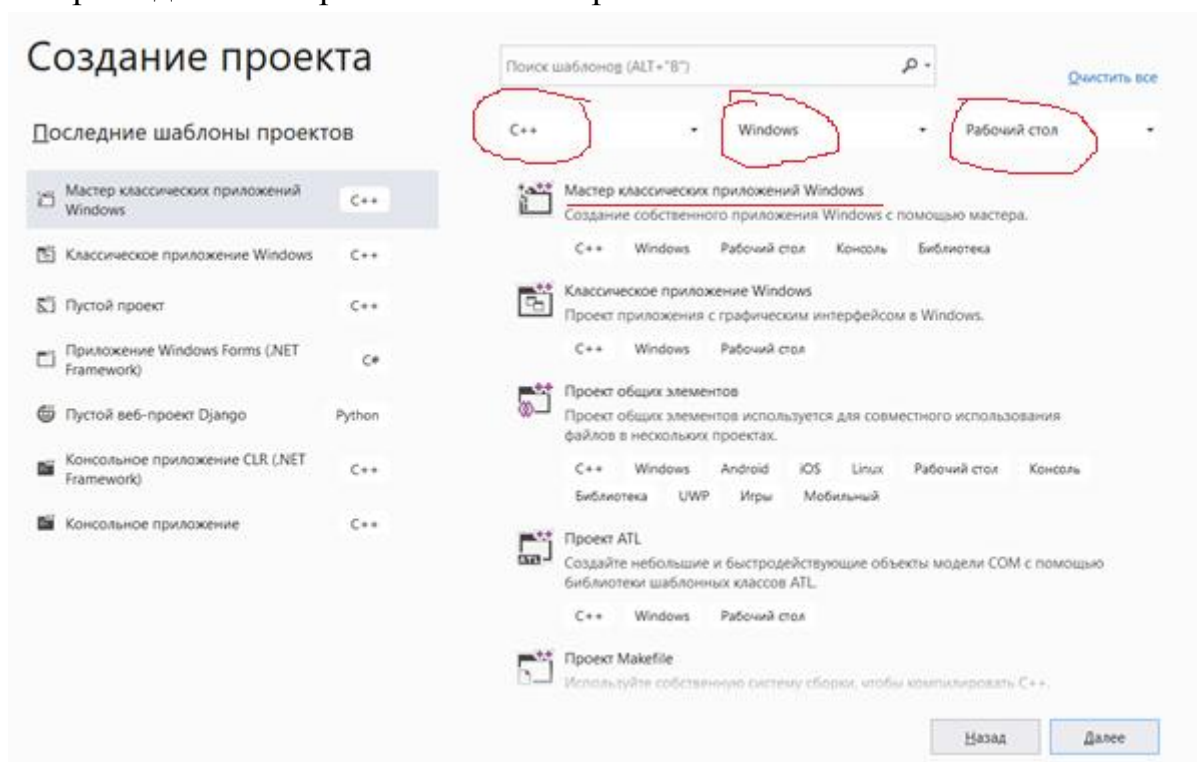 Создание проекта
Поиск шаблонов (ALT+"В")
Очистить все
Последние шаблоны проектов
C++
Windows
Рабочий стол
Мастер классических приложений
Windows
C++
Классическое приложение Windows
C++
Пустой проект
C++
Приложение Windows Forms (.NET
Framework)
C#
Пустой веб-проект Django
Python
Консольное приложение CLR (.NET
Framework)
C++
Консольное приложение
C++
Мастер классических приложений Windows
Создание собственного приложения Windows с помощью мастера.
C++ Windows Рабочий стол Консоль Библиотека
Классическое приложение Windows
Проект приложения с графическим интерфейсом в Windows.
C++ Windows Рабочий стол
Проект общих элементов
Проект общих элементов используется для совместного использования
файлов в нескольких проектах.
C++ Windows Android iOS Linux Рабочий стол Консоль
Библиотека UWP Игры Мобильный
Проект ATL
Создайте небольшие и быстродействующие объекты модели COM с помощью
библиотеки шаблонных классов ATL.
C++ Windows Рабочий стол
Проект Makefile
Используйте собственную систему сборки, чтобы компилировать C++.
Назад
Далее